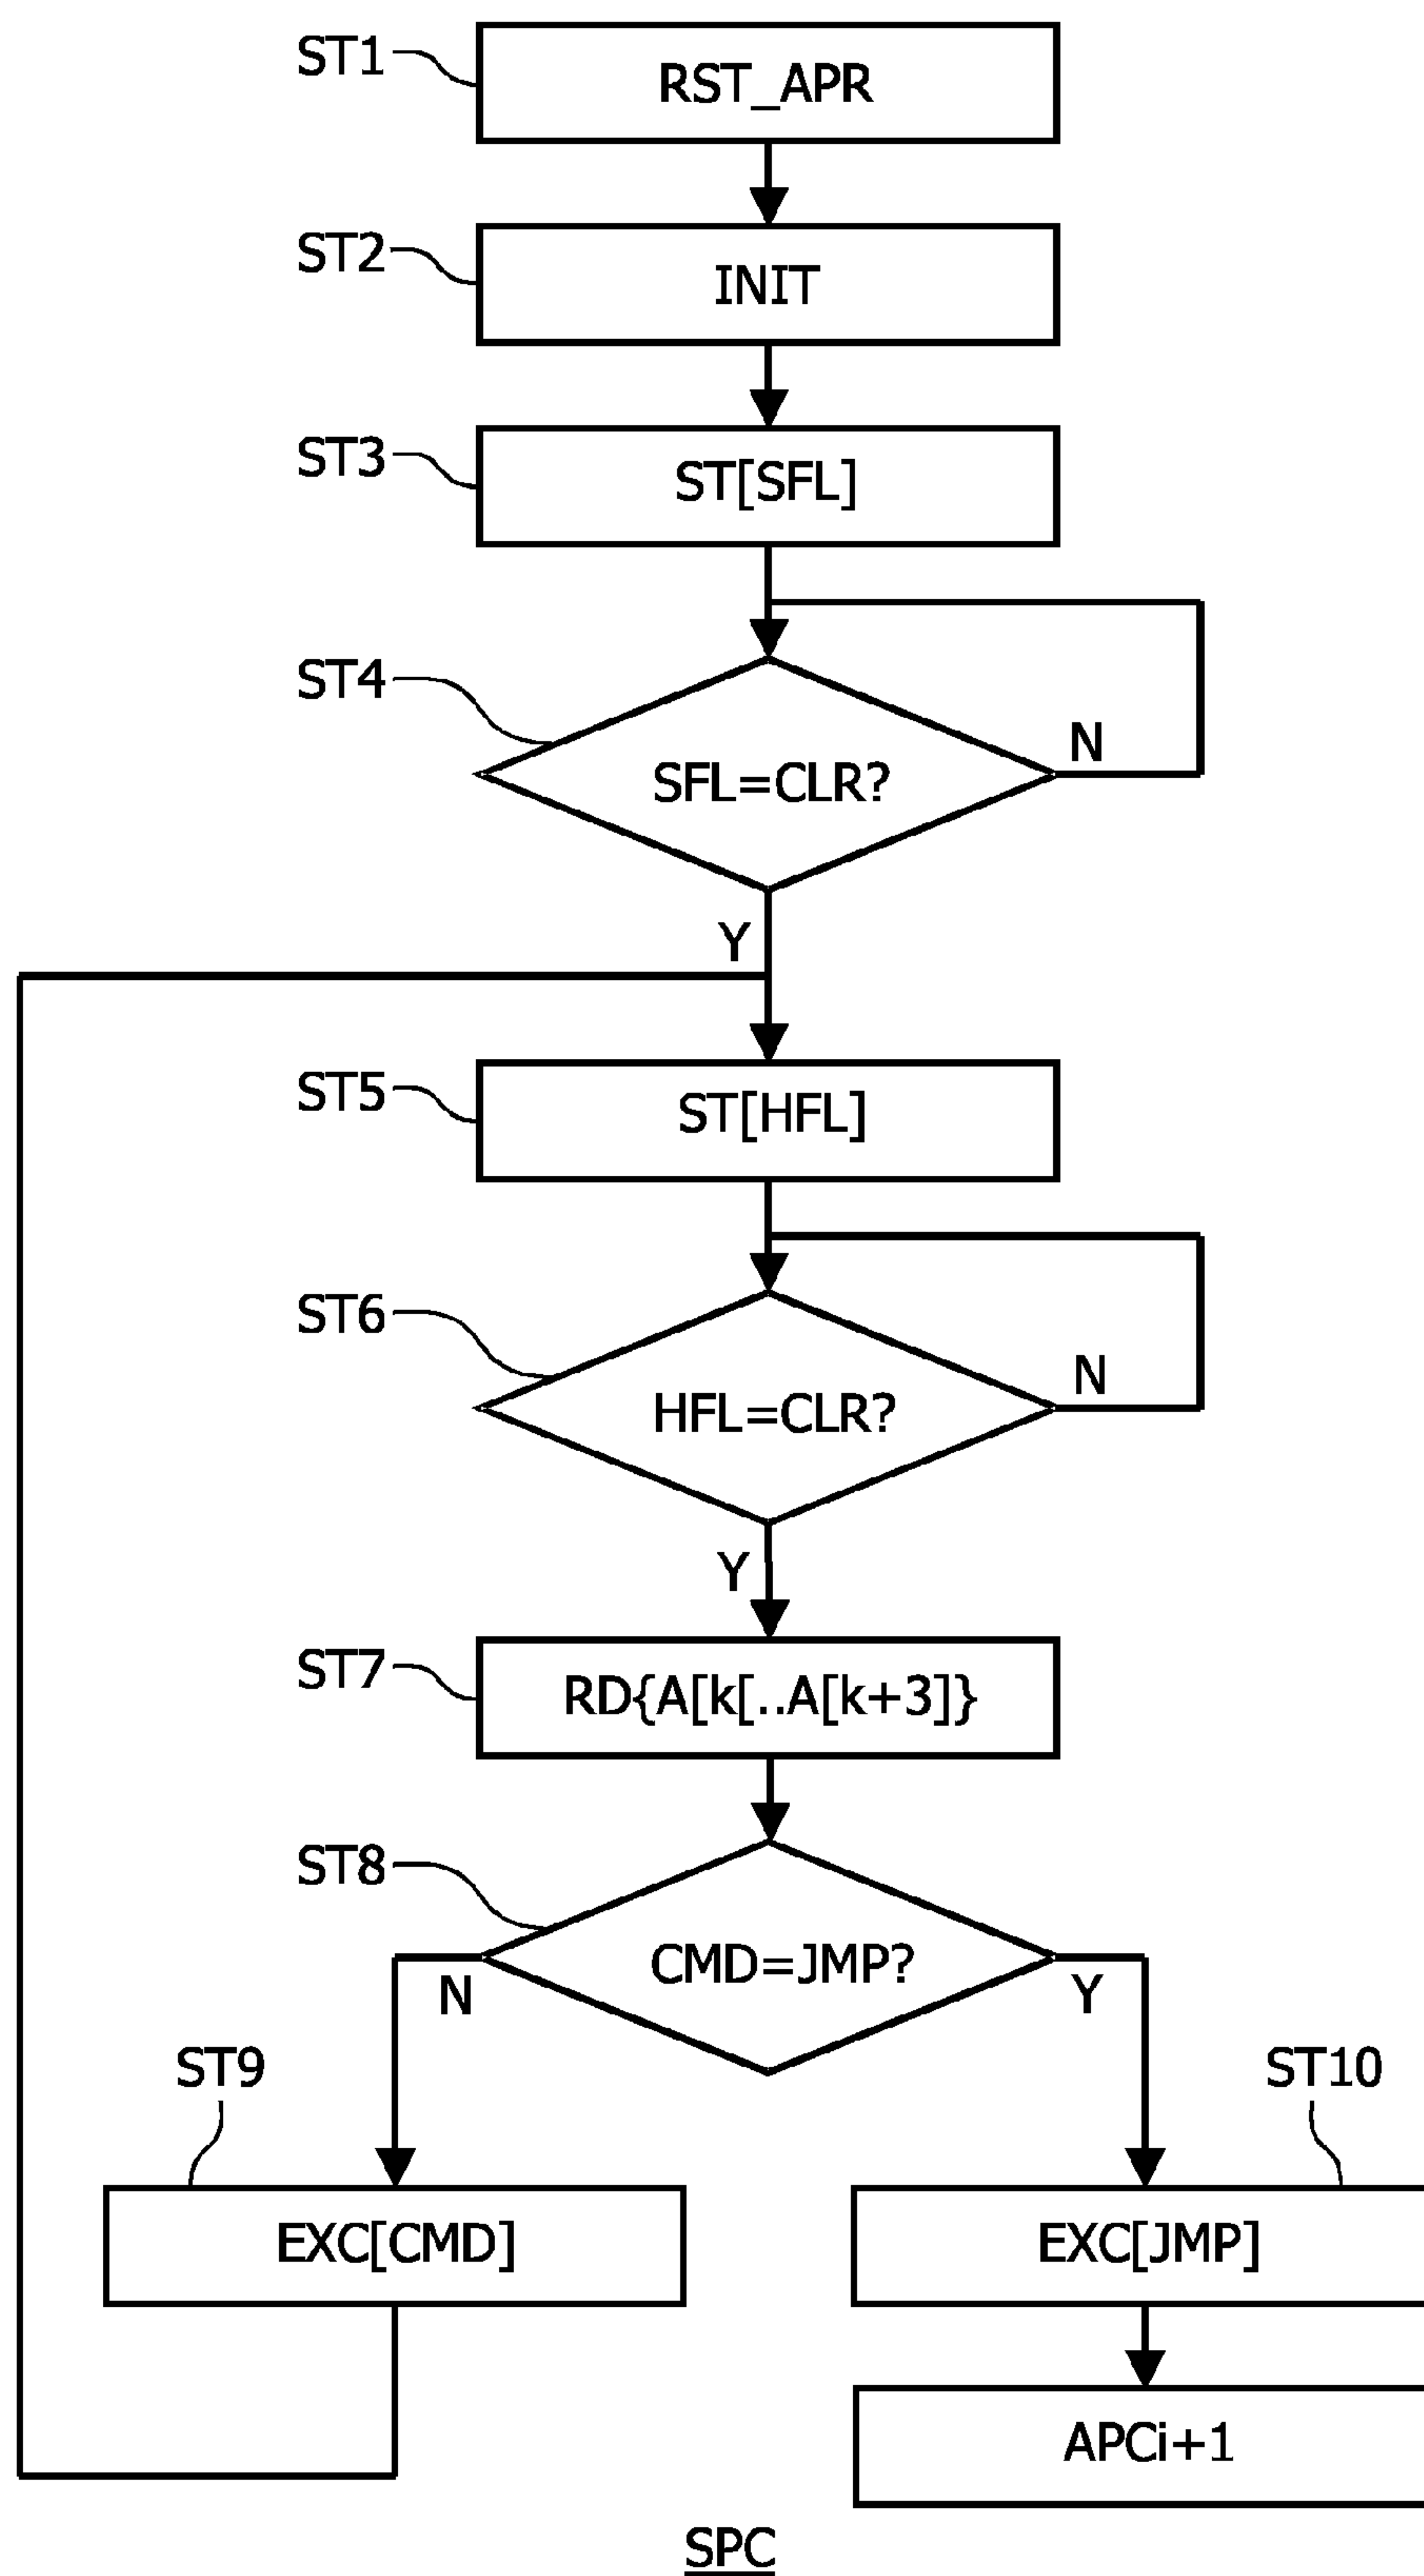 ST1
RST_APR
ST2
INIT
ST3
ST[SFL]
ST4
N
SFL=CLR?
Y
ST5
ST[HFL]
ST6
N
HFL=CLR?
Y
ST7
RD{A[k[..A[k+3]}
ST8
CMD=JMP?
N
Y
ST9
ST10
EXC[CMD]
EXC[JMP]
APCi+1
SPC